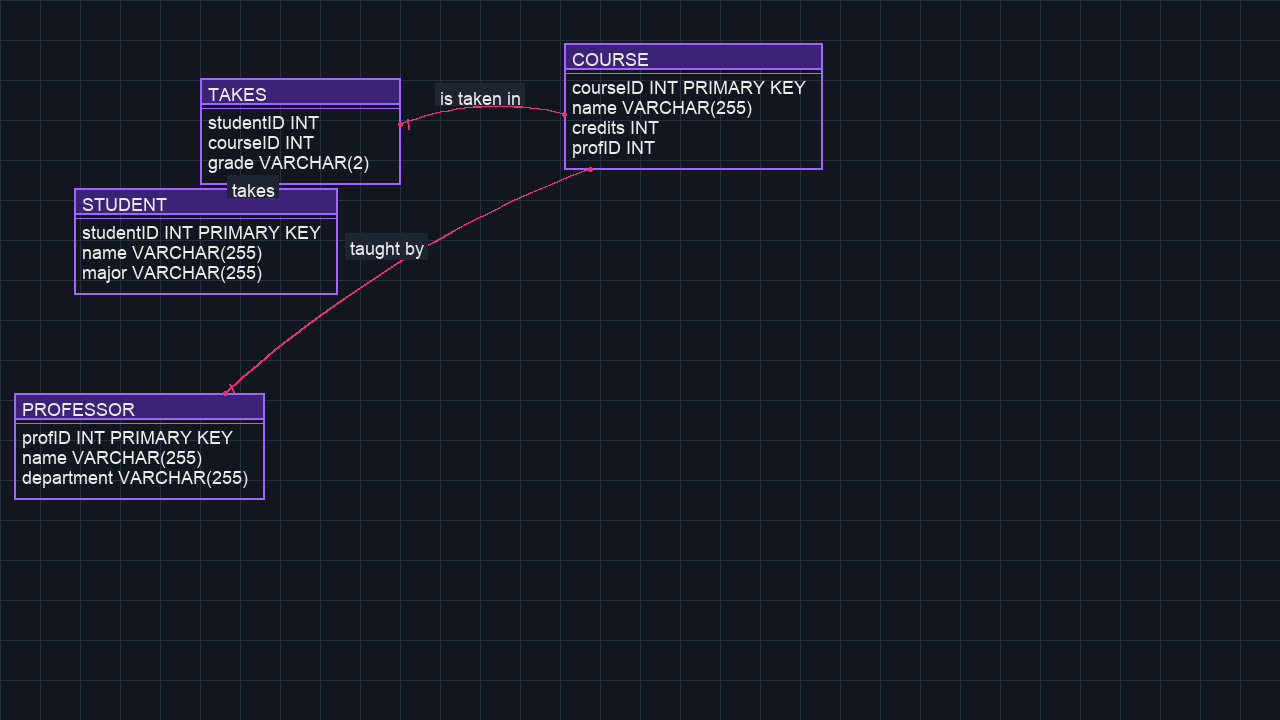 COURSE
courseID INT PRIMARY KEY
name VARCHAR(255)
credits INT
profID INT
is taken in
TAKES
studentID INT
courseID INT
grade VARCHAR(2)
takes
STUDENT
studentID INT PRIMARY KEY
name VARCHAR(255)
major VARCHAR(255)
taught by
PROFESSOR
profID INT PRIMARY KEY
name VARCHAR(255)
department VARCHAR(255)